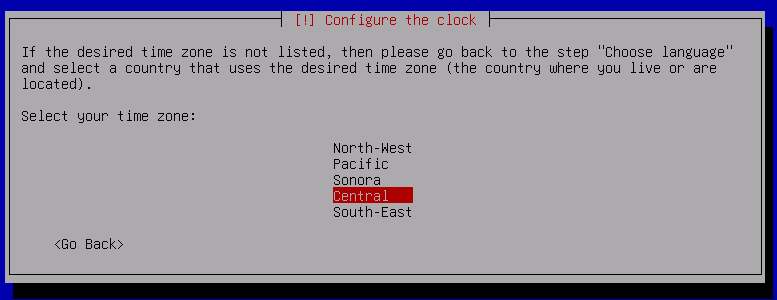 [!] Configure the clock
If the desired time zone is not listed, then please go back to the step "Choose language"
and select a country that uses the desired time zone (the country where you live or are
located).
Select your time zone:
North-West
Pacific
Sonora
Central
South-East
<Go Back>